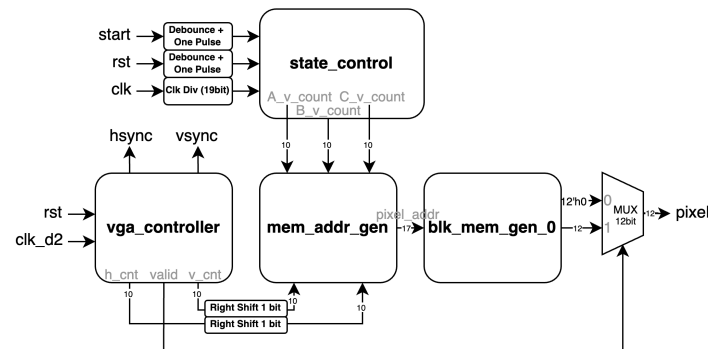 start
Debounce +
One Pulse
rst
Debounce +
One Pulse
clk
Clk Div (19bit)
state_control
A_v_count
C_v_count
B_v_count
10
10
10
hsync
vsync
rst
clk_d2
vga_controller
h_cnt
valid
v_cnt
10
10
Right Shift 1 bit
Right Shift 1 bit
10
10
mem_addr_gen
pixel_addr
17
blk_mem_gen_0
12'h0
12
0
1
MUX
12bit
12
pixel